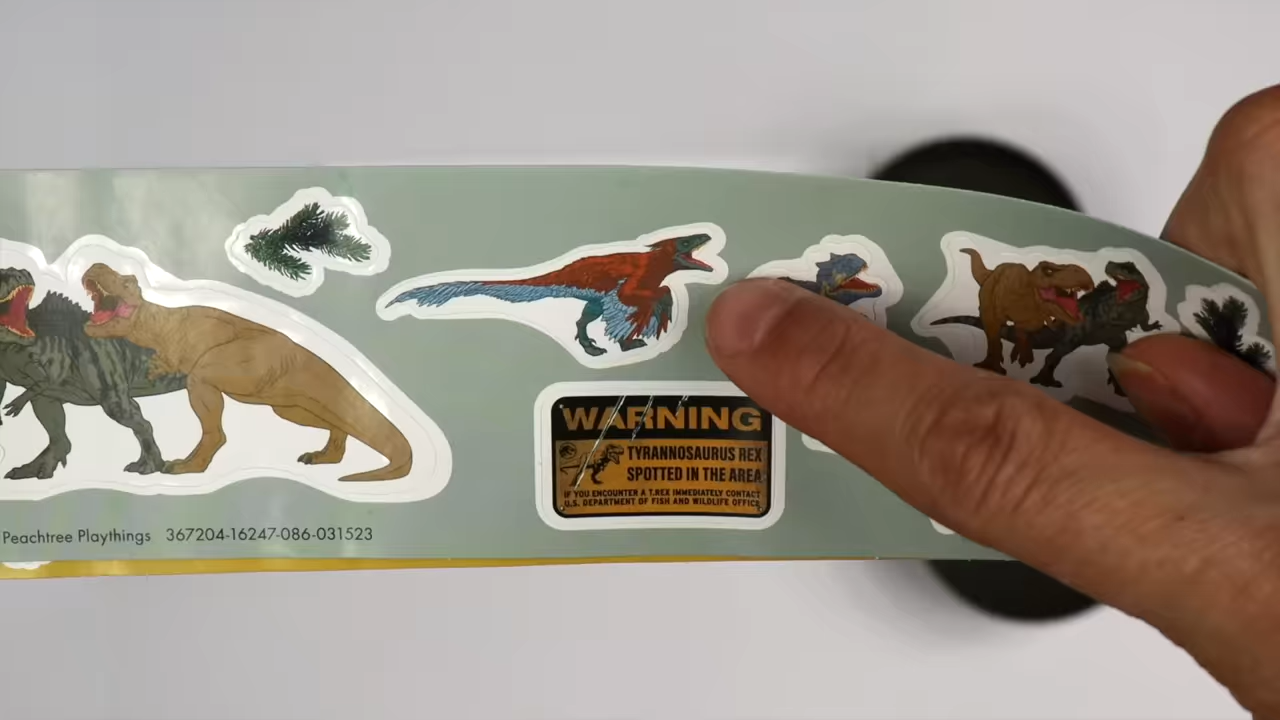 WARNING
TYRANNOSAURUS REX
SPOTTED IN THE AREA
IF YOU ENCOUNTER A T.REX IMMEDIATELY CONTACT
U.S. DEPARTMENT OF FISH AND WILDLIFE OFFICE
Peachtree Playthings 367204-16247-086-031523